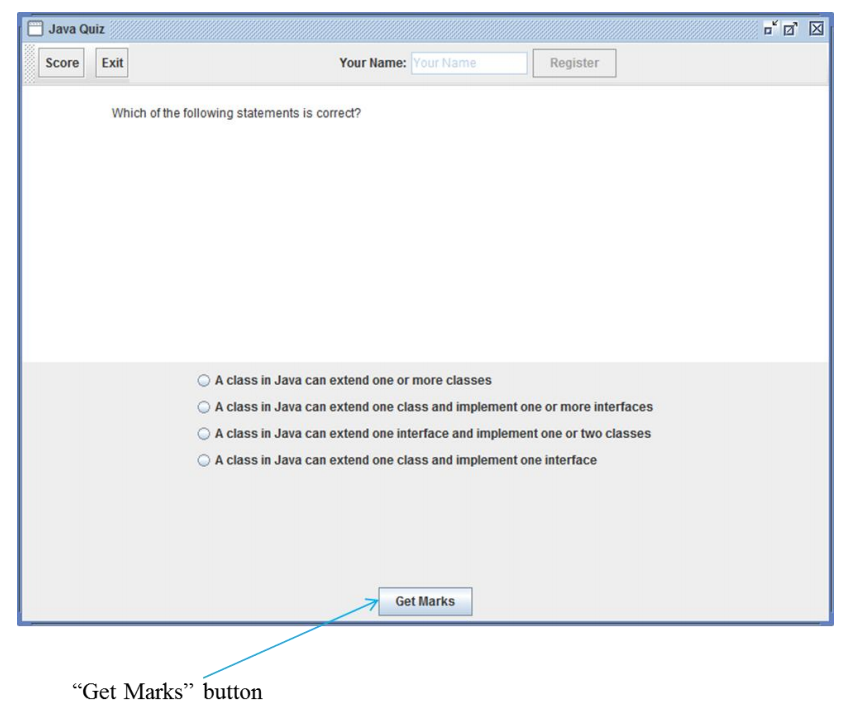 Java Quiz
Score Exit Your Name: Your Name Register
Which of the following statements is correct?
A class in Java can extend one or more classes
A class in Java can extend one class and implement one or more interfaces
A class in Java can extend one interface and implement one or two classes
A class in Java can extend one class and implement one interface
Get Marks
“Get Marks” button